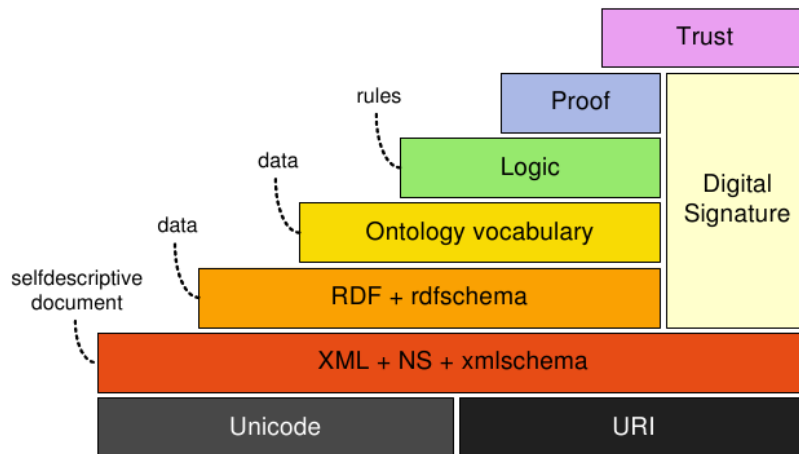 Trust
Proof
rules
Logic
data
Digital
Signature
Ontology vocabulary
data
RDF + rdfschema
selfdescriptive
document
XML + NS + xmlschema
Unicode
URI